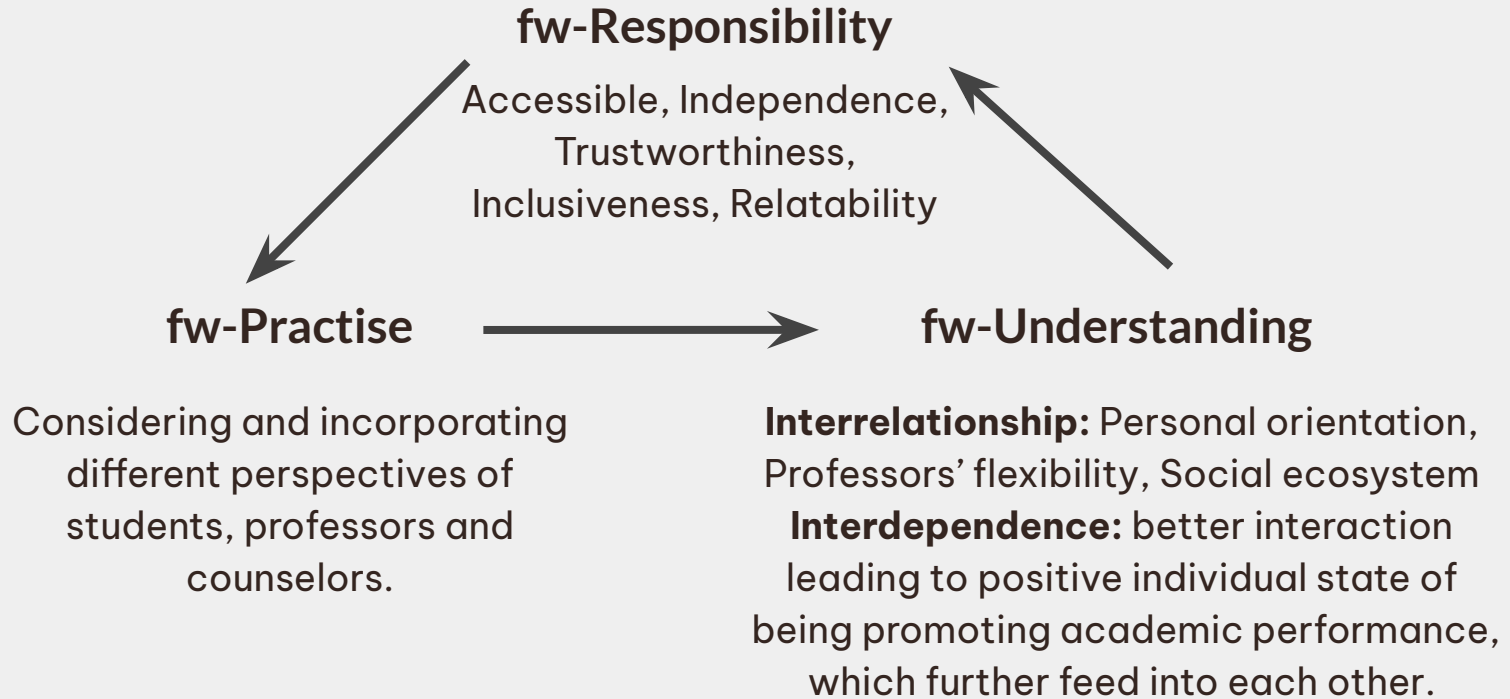 fw-Responsibility
Accessible, Independence,
Trustworthiness,
Inclusiveness, Relatability
fw-Practise
Considering and incorporating
different perspectives of
students, professors and
counselors.
fw-Understanding
Interrelationship: Personal orientation,
Professors’ flexibility, Social ecosystem
Interdependence: better interaction
leading to positive individual state of
being promoting academic performance,
which further feed into each other.